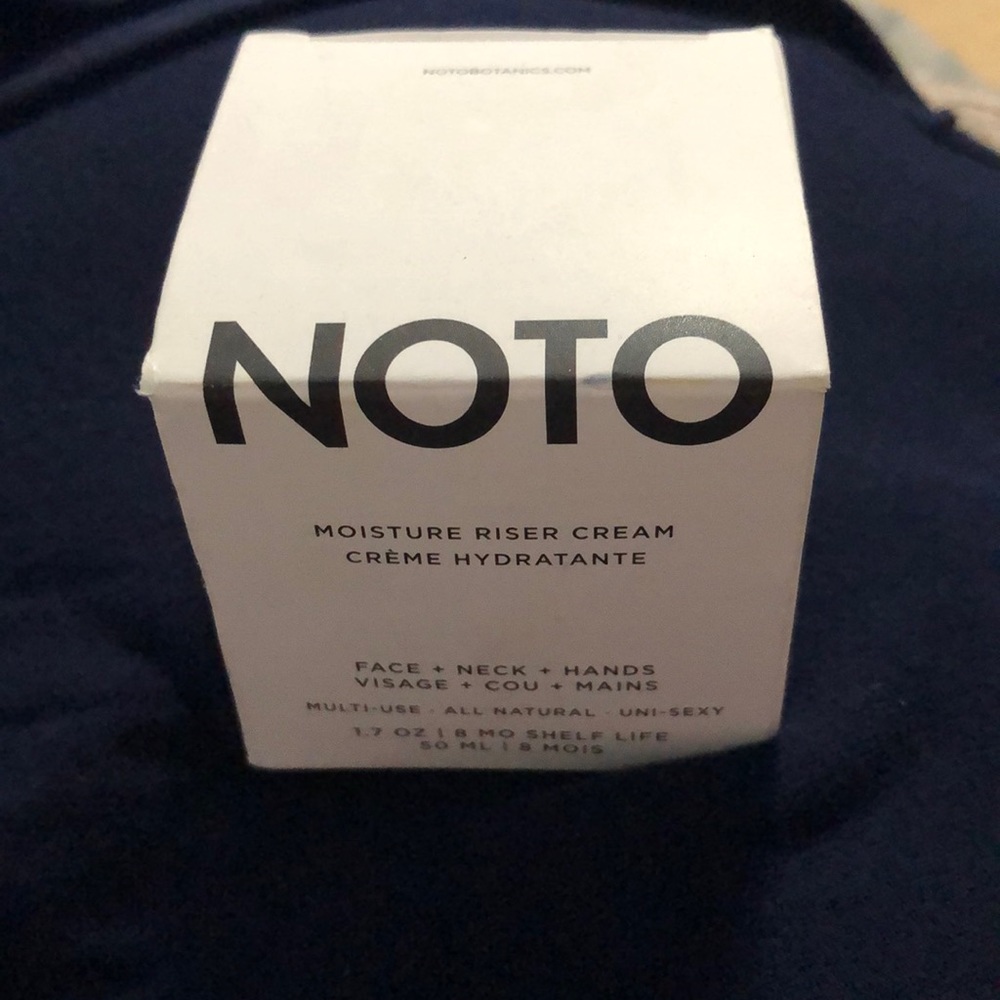 NOTOBOTANICS.COM
NOTO
MOISTURE RISER CREAM
CRÈME HYDRATANTE
FACE + NECK + HANDS
VISAGE + COU + MAINS
MULTI-USE · ALL NATURAL · UNI-SEXY
1.7 OZ | 8 MO SHELF LIFE
50 ML | 8 MOIS